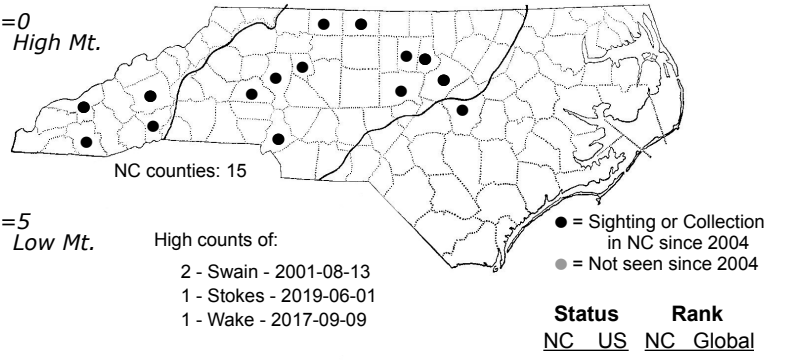 =0
High Mt.
NC counties: 15
=5
Low Mt.
High counts of:
2 - Swain - 2001-08-13
1 - Stokes - 2019-06-01
1 - Wake - 2017-09-09
= Sighting or Collection
in NC since 2004
= Not seen since 2004
Status Rank
NC US NC Global